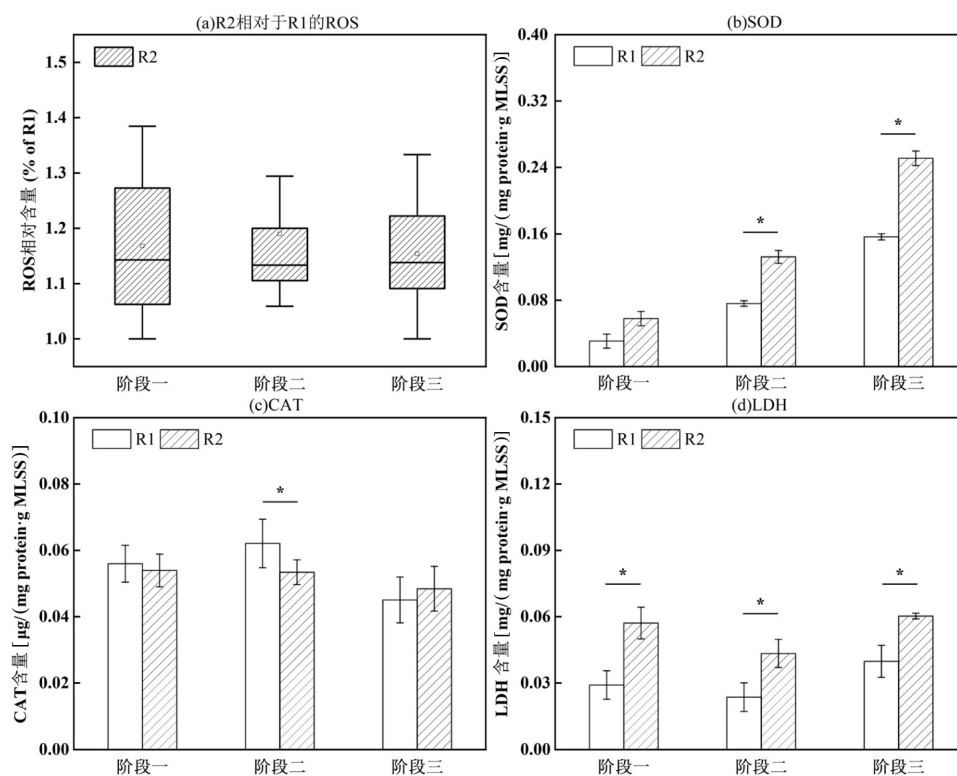 (a)R2相对于R1的ROS
R2
ROS相对含量 (% of R1)
1.5
1.4
1.3
1.2
1.1
1.0
阶段一
阶段二
阶段三
(b)SOD
R1
R2
SOD含量 [mg/(mg protein·g MLSS)]
0.40
0.32
0.24
0.16
0.08
0.00
*
*
阶段一
阶段二
阶段三
(c)CAT
R1
R2
CAT含量 [μg/(mg protein·g MLSS)]
0.10
0.08
0.06
0.04
0.02
0.00
*
阶段一
阶段二
阶段三
(d)LDH
R1
R2
LDH 含量 [mg/(mg protein·g MLSS)]
0.15
0.12
0.09
0.06
0.03
0.00
*
*
*
阶段一
阶段二
阶段三